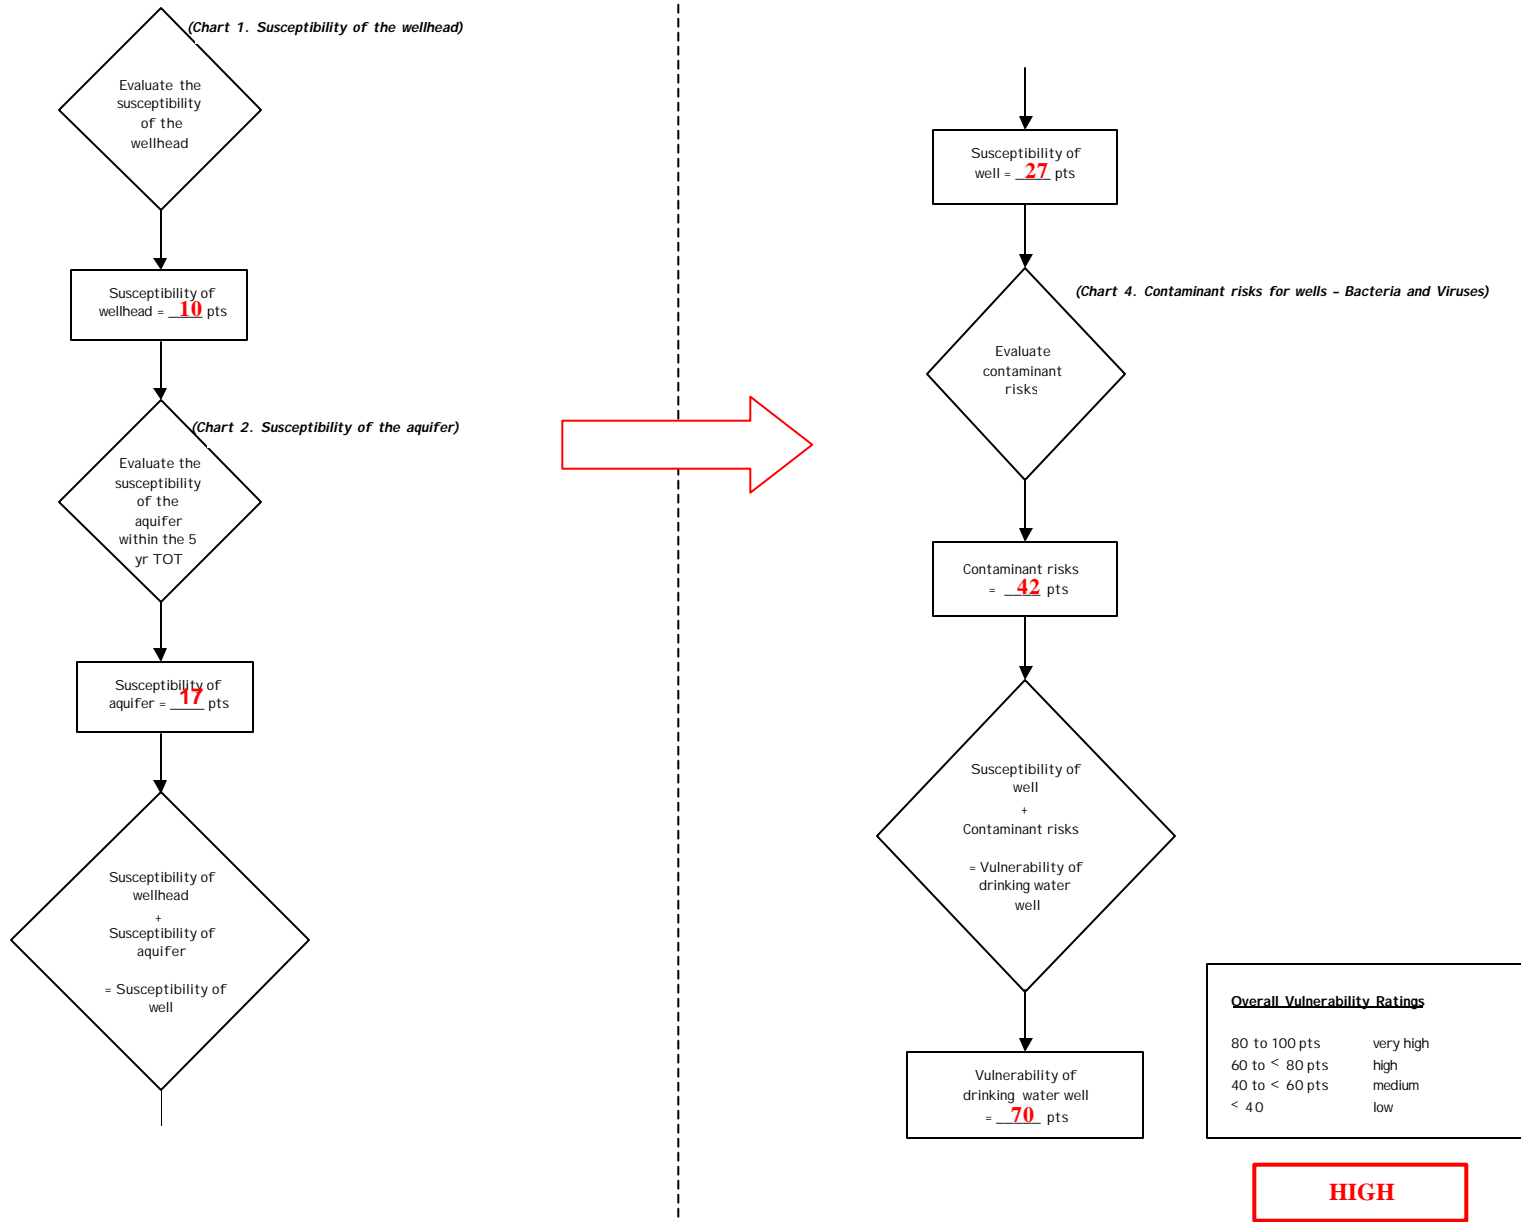 (Chart 1. Susceptibility of the wellhead)
Evaluate the
susceptibility
of the
wellhead
Susceptibility of
wellhead = 10 pts
(Chart 2. Susceptibility of the aquifer)
Evaluate the
susceptibility
of the
aquifer
within the 5
yr TOT
Susceptibility of
aquifer = 17 pts
Susceptibility of
wellhead
+
Susceptibility of
aquifer
= Susceptibility of
well
Susceptibility of
well = 27 pts
(Chart 4. Contaminant risks for wells – Bacteria and Viruses)
Evaluate
contaminant
risks
Contaminant risks
= 42 pts
Susceptibility of
well
+
Contaminant risks
= Vulnerability of
drinking water
well
Vulnerability of
drinking water well
= 70 pts
Overall Vulnerability Ratings
80 to 100 pts very high
60 to < 80 pts high
40 to < 60 pts medium
< 40 low
HIGH